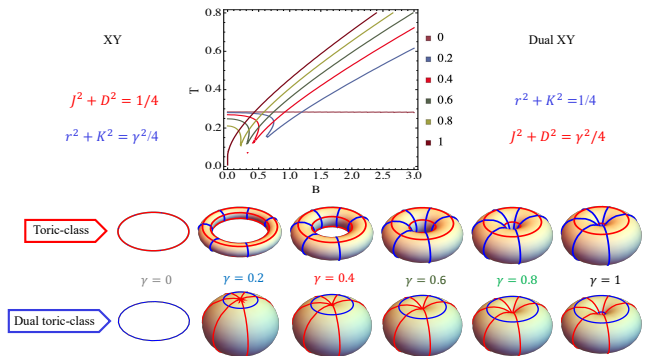 XY
Dual XY
J² + D² = 1/4
r² + K² = γ²/4
r² + K² =1/4
J² + D² = γ²/4
T
0.8
0.6
0.4
0.2
0.0
0.0 0.5 1.0 1.5 2.0 2.5 3.0
B
0
0.2
0.4
0.6
0.8
1
Toric-class
γ = 0 γ = 0.2 γ = 0.4 γ = 0.6 γ = 0.8 γ = 1
Dual toric-class